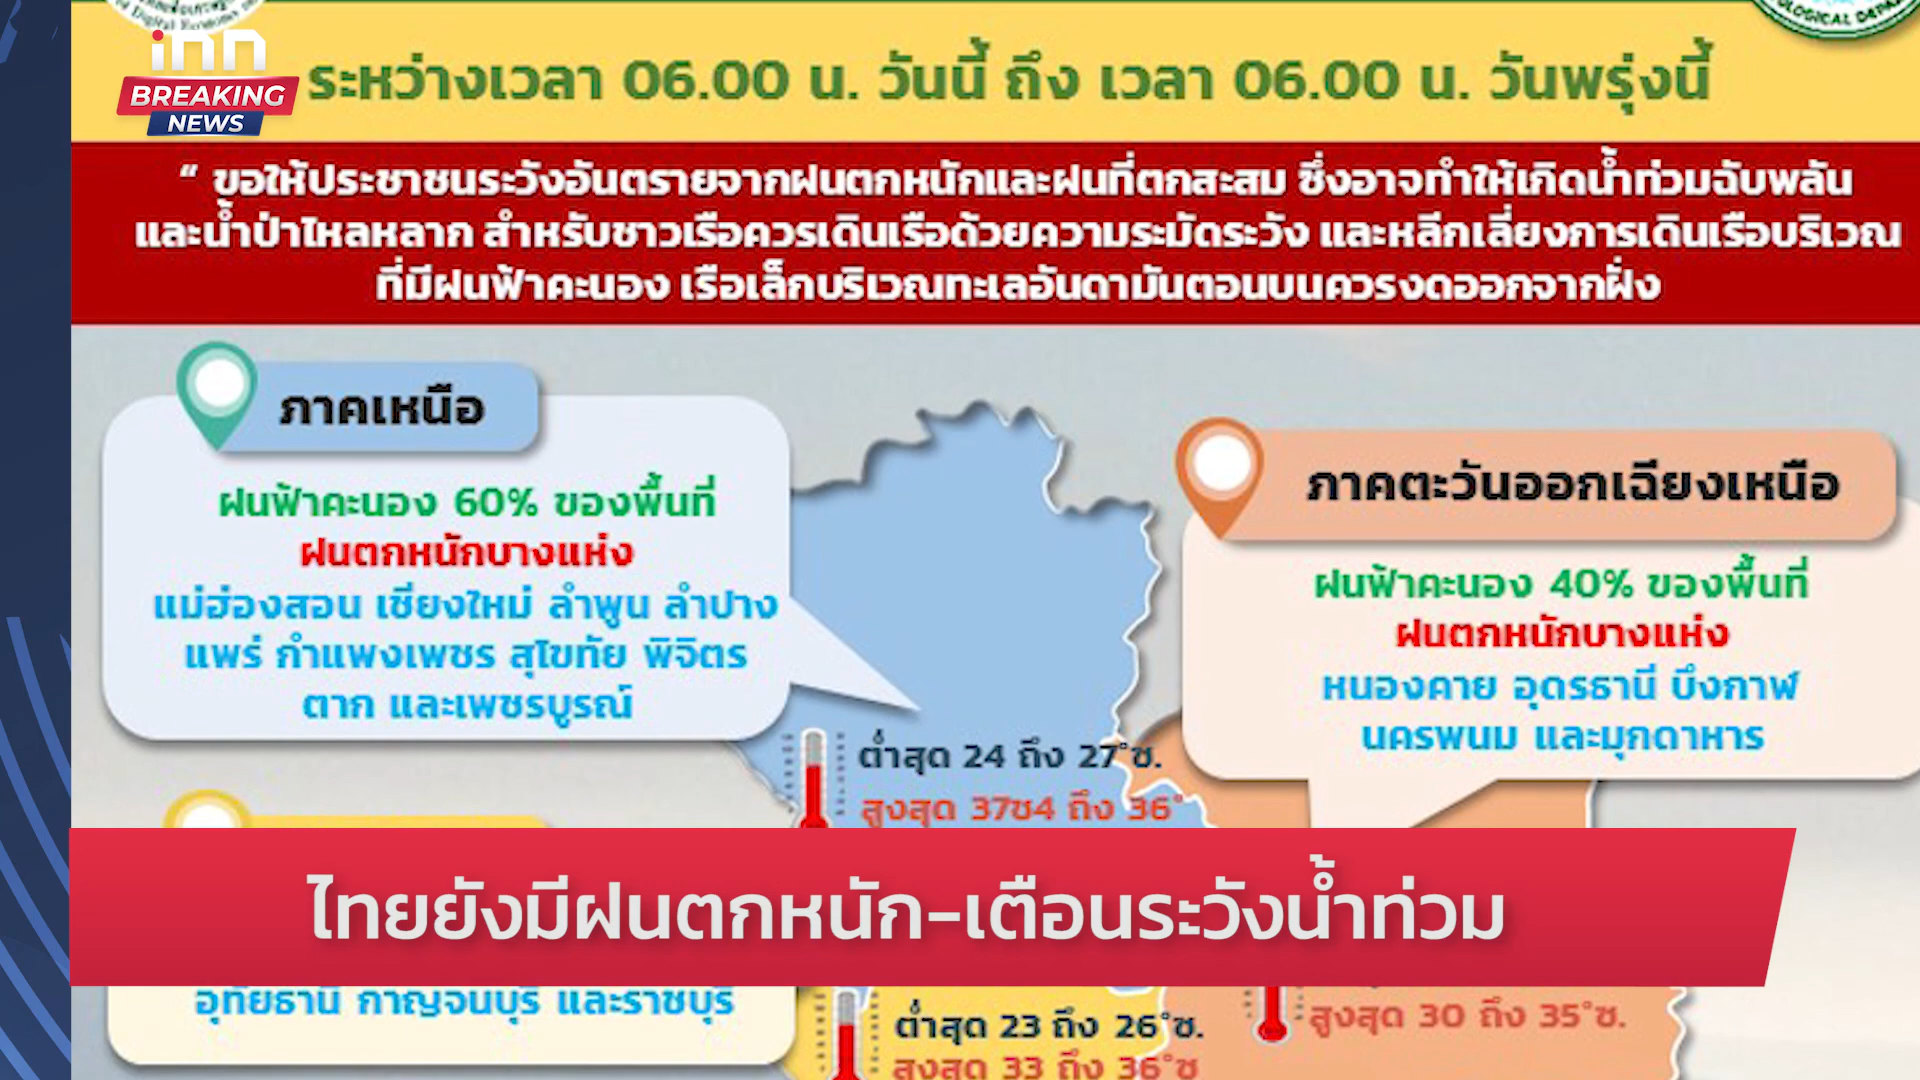 inn
BREAKING
NEWS
ระหว่างเวลา 06.00 น. วันนี้ ถึง เวลา 06.00 น. วันพรุ่งนี้
“ ขอให้ประชาชนระวังอันตรายจากฝนตกหนักและฝนที่ตกสะสม ซึ่งอาจทำให้เกิดน้ำท่วมฉับพลัน
และน้ำป่าไหลหลาก สำหรับชาวเรือควรเดินเรือด้วยความระมัดระวัง และหลีกเลี่ยงการเดินเรือบริเวณ
ที่มีฝนฟ้าคะนอง เรือเล็กบริเวณทะเลอันดามันตอนบนควรงดออกจากฝั่ง
ภาคเหนือ
ฝนฟ้าคะนอง 60% ของพื้นที่
ฝนตกหนักบางแห่ง
แม่ฮ่องสอน เชียงใหม่ ลำพูน ลำปาง
แพร่ กำแพงเพชร สุโขทัย พิจิตร
ตาก และเพชรบูรณ์
ต่ำสุด 24 ถึง 27°ซ.
สูงสุด 37ซ4 ถึง 36°
ภาคตะวันออกเฉียงเหนือ
ฝนฟ้าคะนอง 40% ของพื้นที่
ฝนตกหนักบางแห่ง
หนองคาย อุดรธานี บึงกาฬ
นครพนม และมุกดาหาร
ไทยยังมีฝนตกหนัก-เตือนระวังน้ำท่วม
อุทัยธานี กาญจนบุรี และราชบุรี
ต่ำสุด 23 ถึง 26°ซ.
สูงสุด 33 ถึง 36°ซ
สูงสุด 30 ถึง 35°ซ.